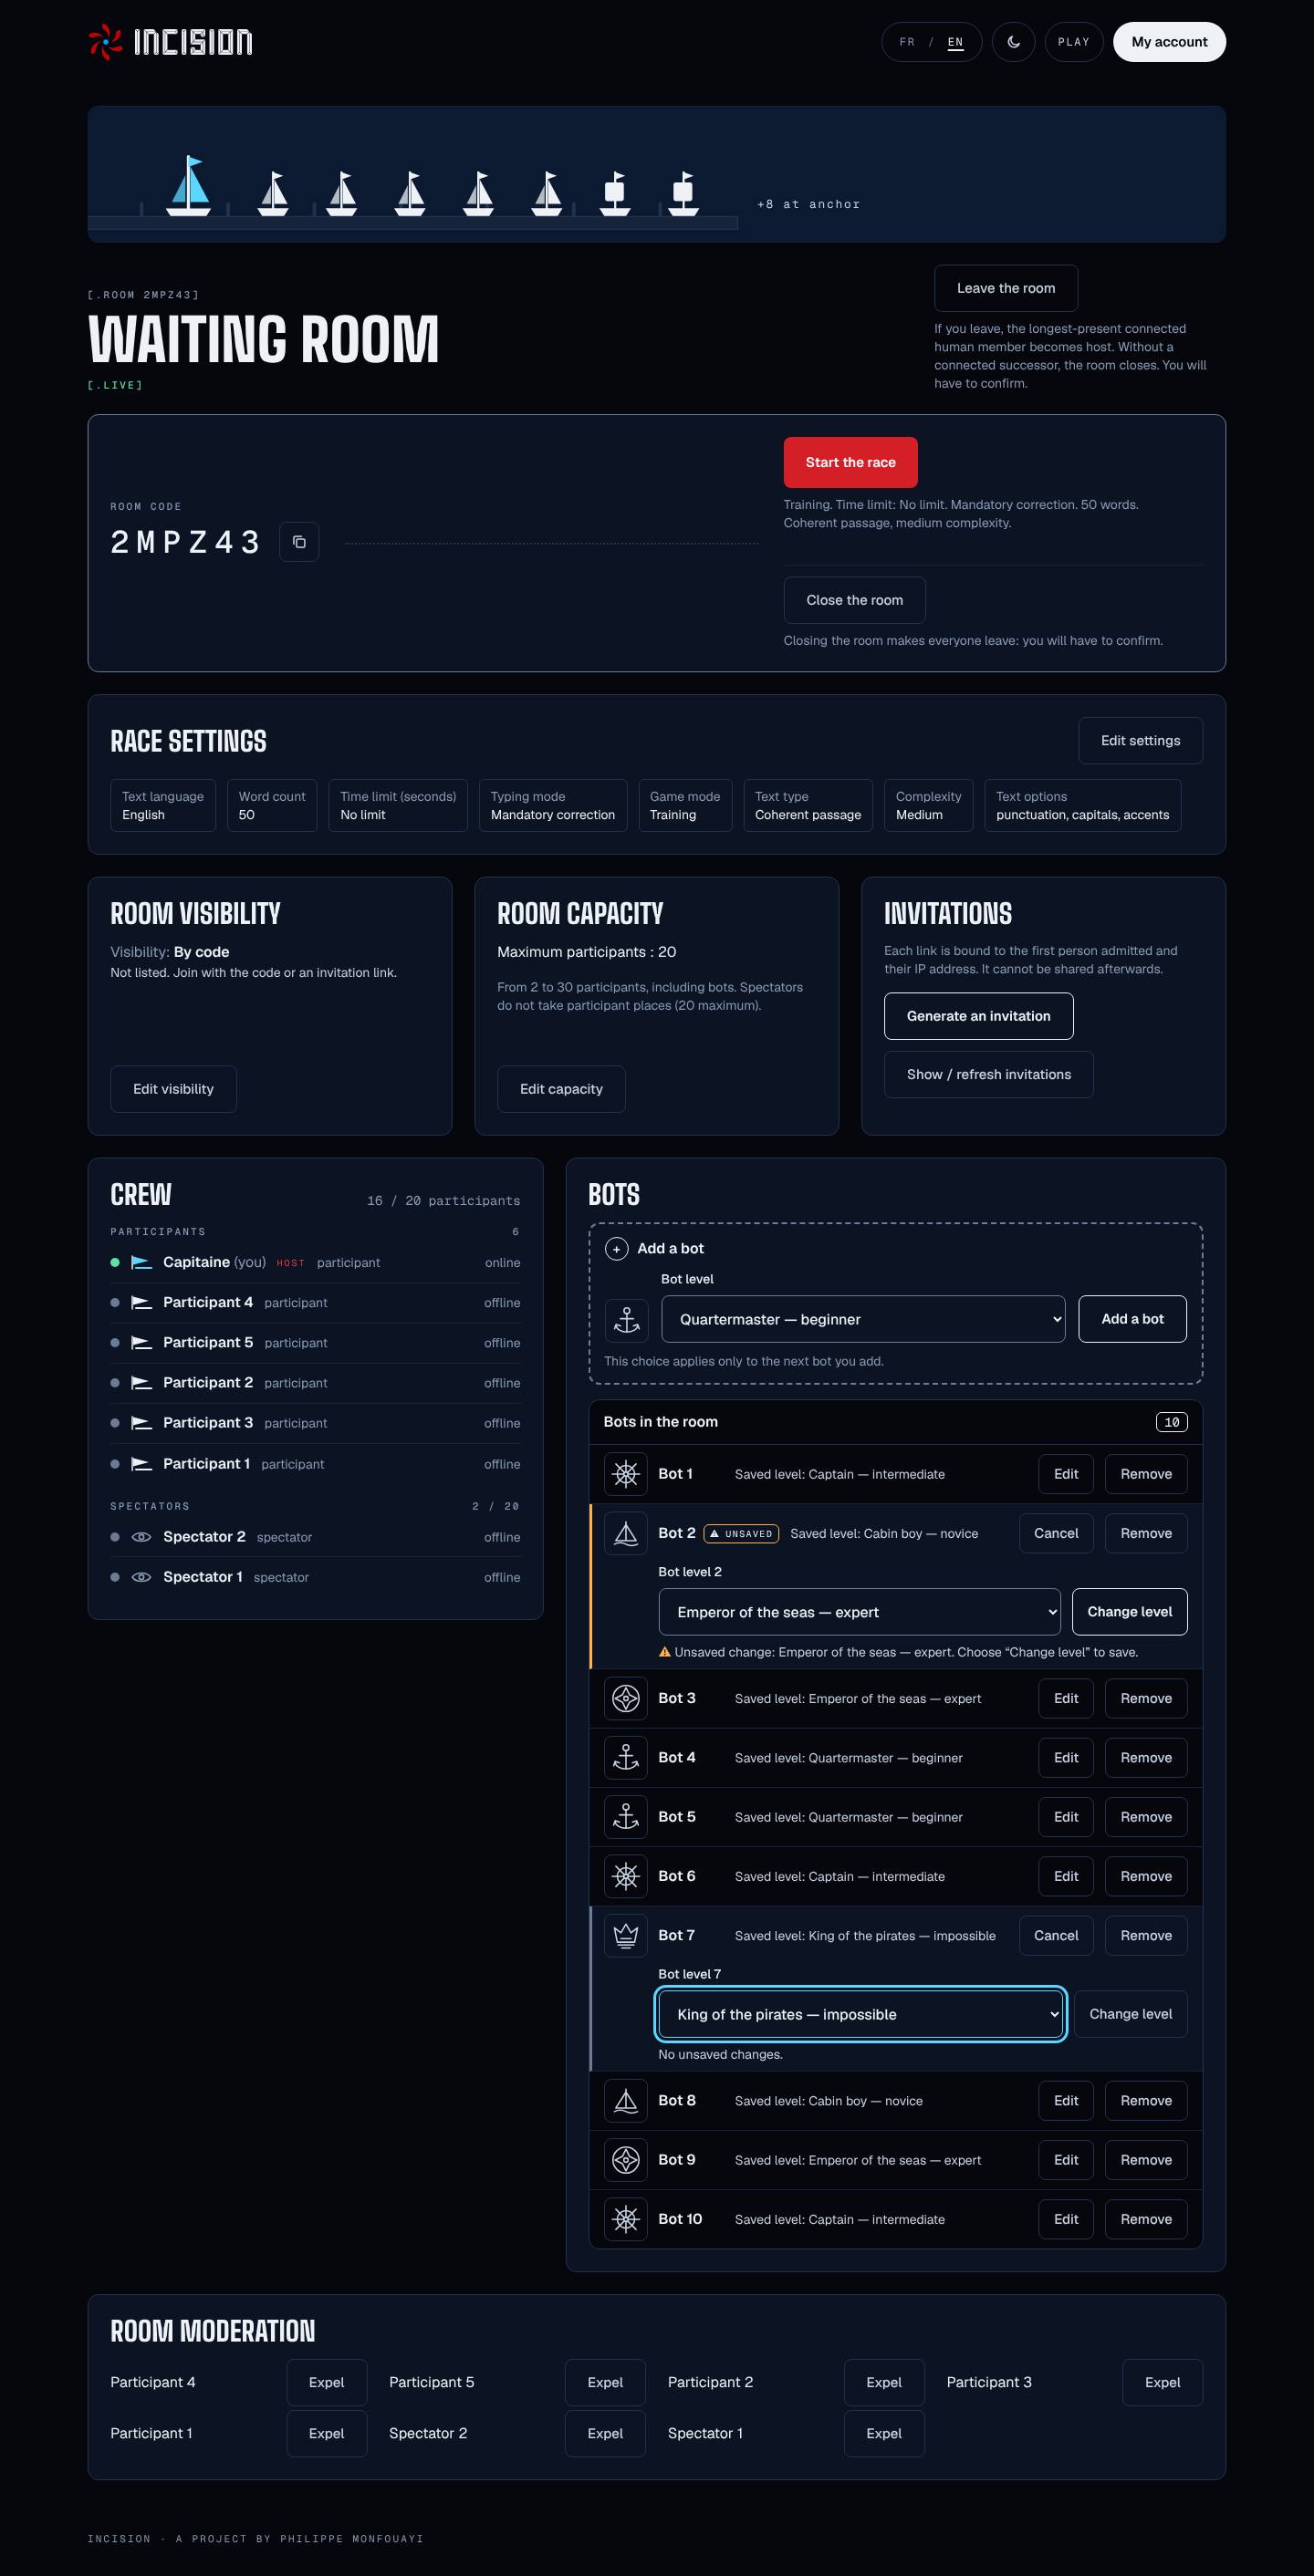 INCISION
FR / EN
PLAY
My account
+8 at anchor
[.ROOM 2MPZ43]
WAITING ROOM
[.LIVE]
Leave the room
If you leave, the longest-present connected
human member becomes host. Without a
connected successor, the room closes. You will
have to confirm.
ROOM CODE
2MPZ43
Start the race
Training. Time limit: No limit. Mandatory correction. 50 words.
Coherent passage, medium complexity.
Close the room
Closing the room makes everyone leave: you will have to confirm.
RACE SETTINGS
Edit settings
Text language
English
Word count
50
Time limit (seconds)
No limit
Typing mode
Mandatory correction
Game mode
Training
Text type
Coherent passage
Complexity
Medium
Text options
punctuation, capitals, accents
ROOM VISIBILITY
Visibility: By code
Not listed. Join with the code or an invitation link.
Edit visibility
ROOM CAPACITY
Maximum participants : 20
From 2 to 30 participants, including bots. Spectators
do not take participant places (20 maximum).
Edit capacity
INVITATIONS
Each link is bound to the first person admitted and
their IP address. It cannot be shared afterwards.
Generate an invitation
Show / refresh invitations
CREW
16 / 20 participants
PARTICIPANTS 6
Capitaine (you) HOST participant online
Participant 4 participant offline
Participant 5 participant offline
Participant 2 participant offline
Participant 3 participant offline
Participant 1 participant offline
SPECTATORS 2 / 20
Spectator 2 spectator offline
Spectator 1 spectator offline
BOTS
+ Add a bot
Bot level
Quartermaster — beginner
Add a bot
This choice applies only to the next bot you add.
Bots in the room 10
Bot 1 Saved level: Captain — intermediate Edit Remove
Bot 2 UNSAVED Saved level: Cabin boy — novice Cancel Remove
Bot level 2
Emperor of the seas — expert Change level
Unsaved change: Emperor of the seas — expert. Choose “Change level” to save.
Bot 3 Saved level: Emperor of the seas — expert Edit Remove
Bot 4 Saved level: Quartermaster — beginner Edit Remove
Bot 5 Saved level: Quartermaster — beginner Edit Remove
Bot 6 Saved level: Captain — intermediate Edit Remove
Bot 7 Saved level: King of the pirates — impossible Cancel Remove
Bot level 7
King of the pirates — impossible Change level
No unsaved changes.
Bot 8 Saved level: Cabin boy — novice Edit Remove
Bot 9 Saved level: Emperor of the seas — expert Edit Remove
Bot 10 Saved level: Captain — intermediate Edit Remove
ROOM MODERATION
Participant 4 Expel Participant 5 Expel Participant 2 Expel Participant 3 Expel
Participant 1 Expel Spectator 2 Expel Spectator 1 Expel
INCISION · A PROJECT BY PHILIPPE MONFOUAYI